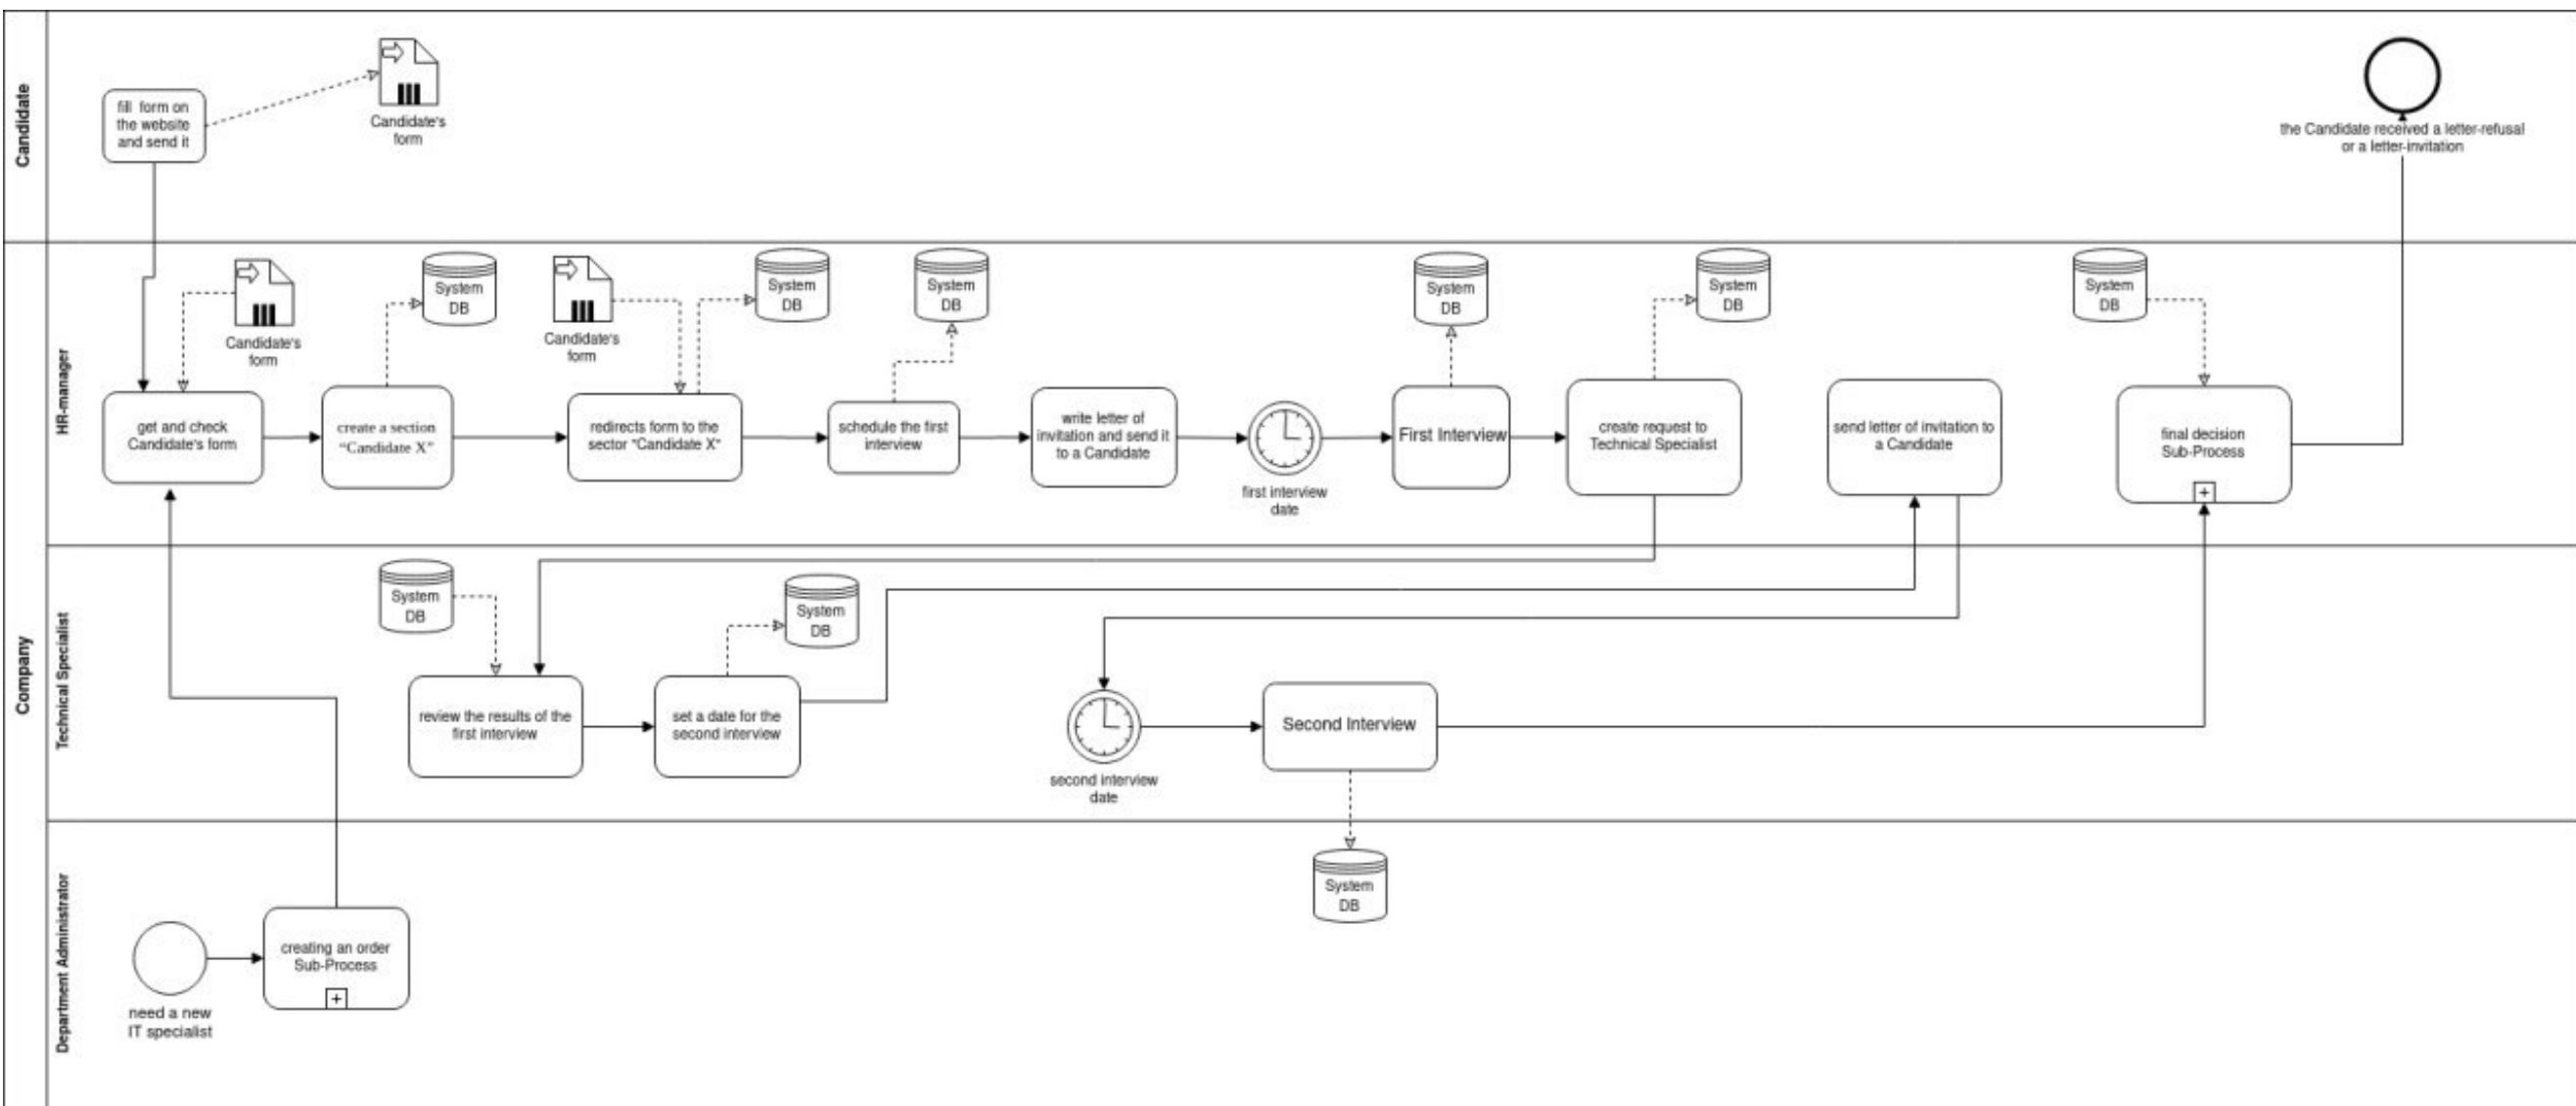 Candidate
fill form on
the website
and send it
Candidate's
form
the Candidate received a letter-refusal
or a letter-invitation
Company
HR-manager
Candidate's
form
System
DB
Candidate's
form
System
DB
System
DB
System
DB
System
DB
System
DB
get and check
Candidate's form
create a section
“Candidate X”
redirects form to the
sector "Candidate X"
schedule the first
interview
write letter of
invitation and send it
to a Candidate
first interview
date
First Interview
create request to
Technical Specialist
send letter of invitation to
a Candidate
final decision
Sub-Process
+
Technical Specialist
System
DB
System
DB
review the results of the
first interview
set a date for the
second interview
second interview
date
Second Interview
Department Administrator
System
DB
need a new
IT specialist
creating an order
Sub-Process
+